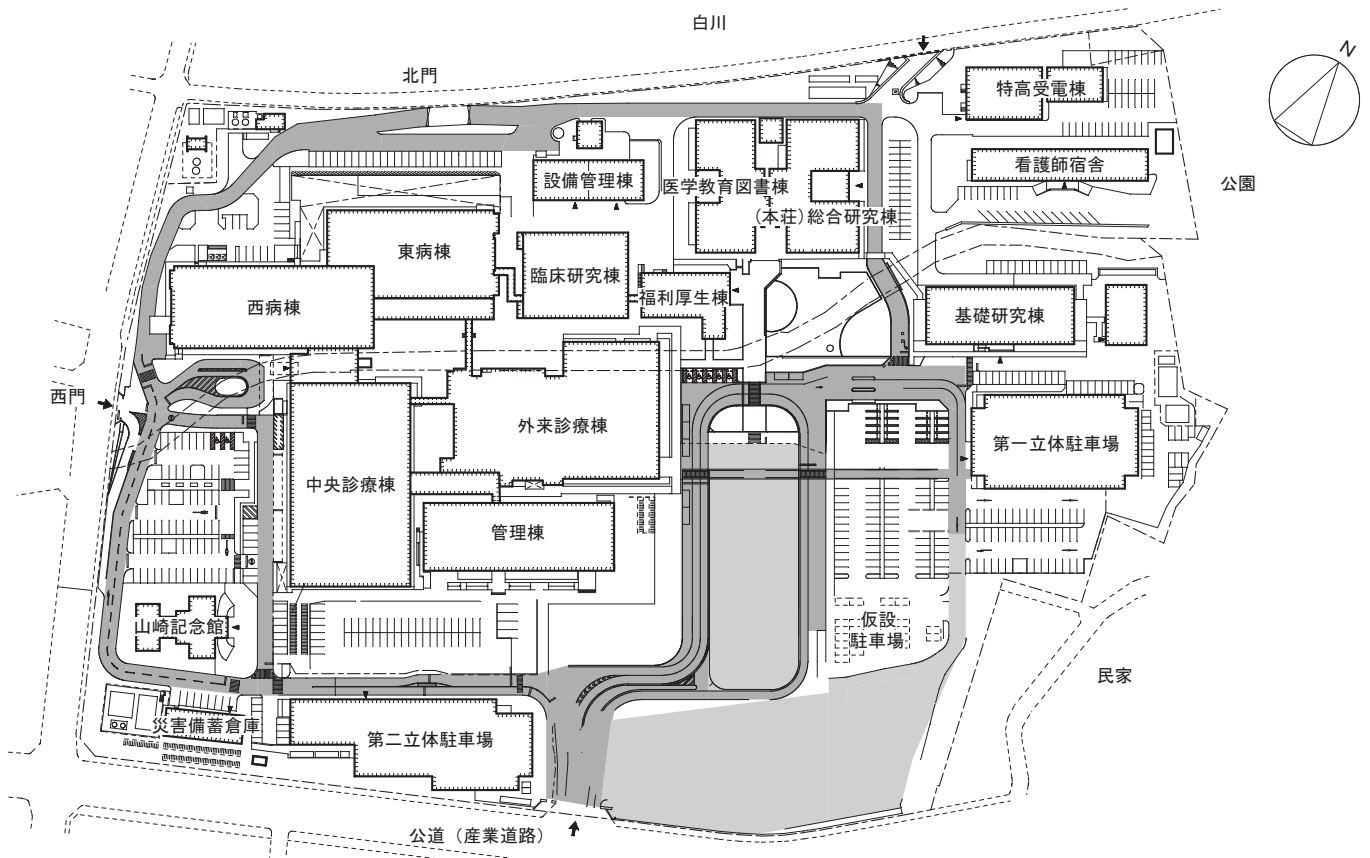 白川
北門
N
特高受電棟
看護師宿舎
公園
設備管理棟
医学教育図書棟
(本荘)総合研究棟
東病棟
臨床研究棟
福利厚生棟
西病棟
基礎研究棟
西門
外来診療棟
第一立体駐車場
中央診療棟
管理棟
山崎記念館
仮設
駐車場
民家
災害備蓄倉庫
第二立体駐車場
公道（産業道路）